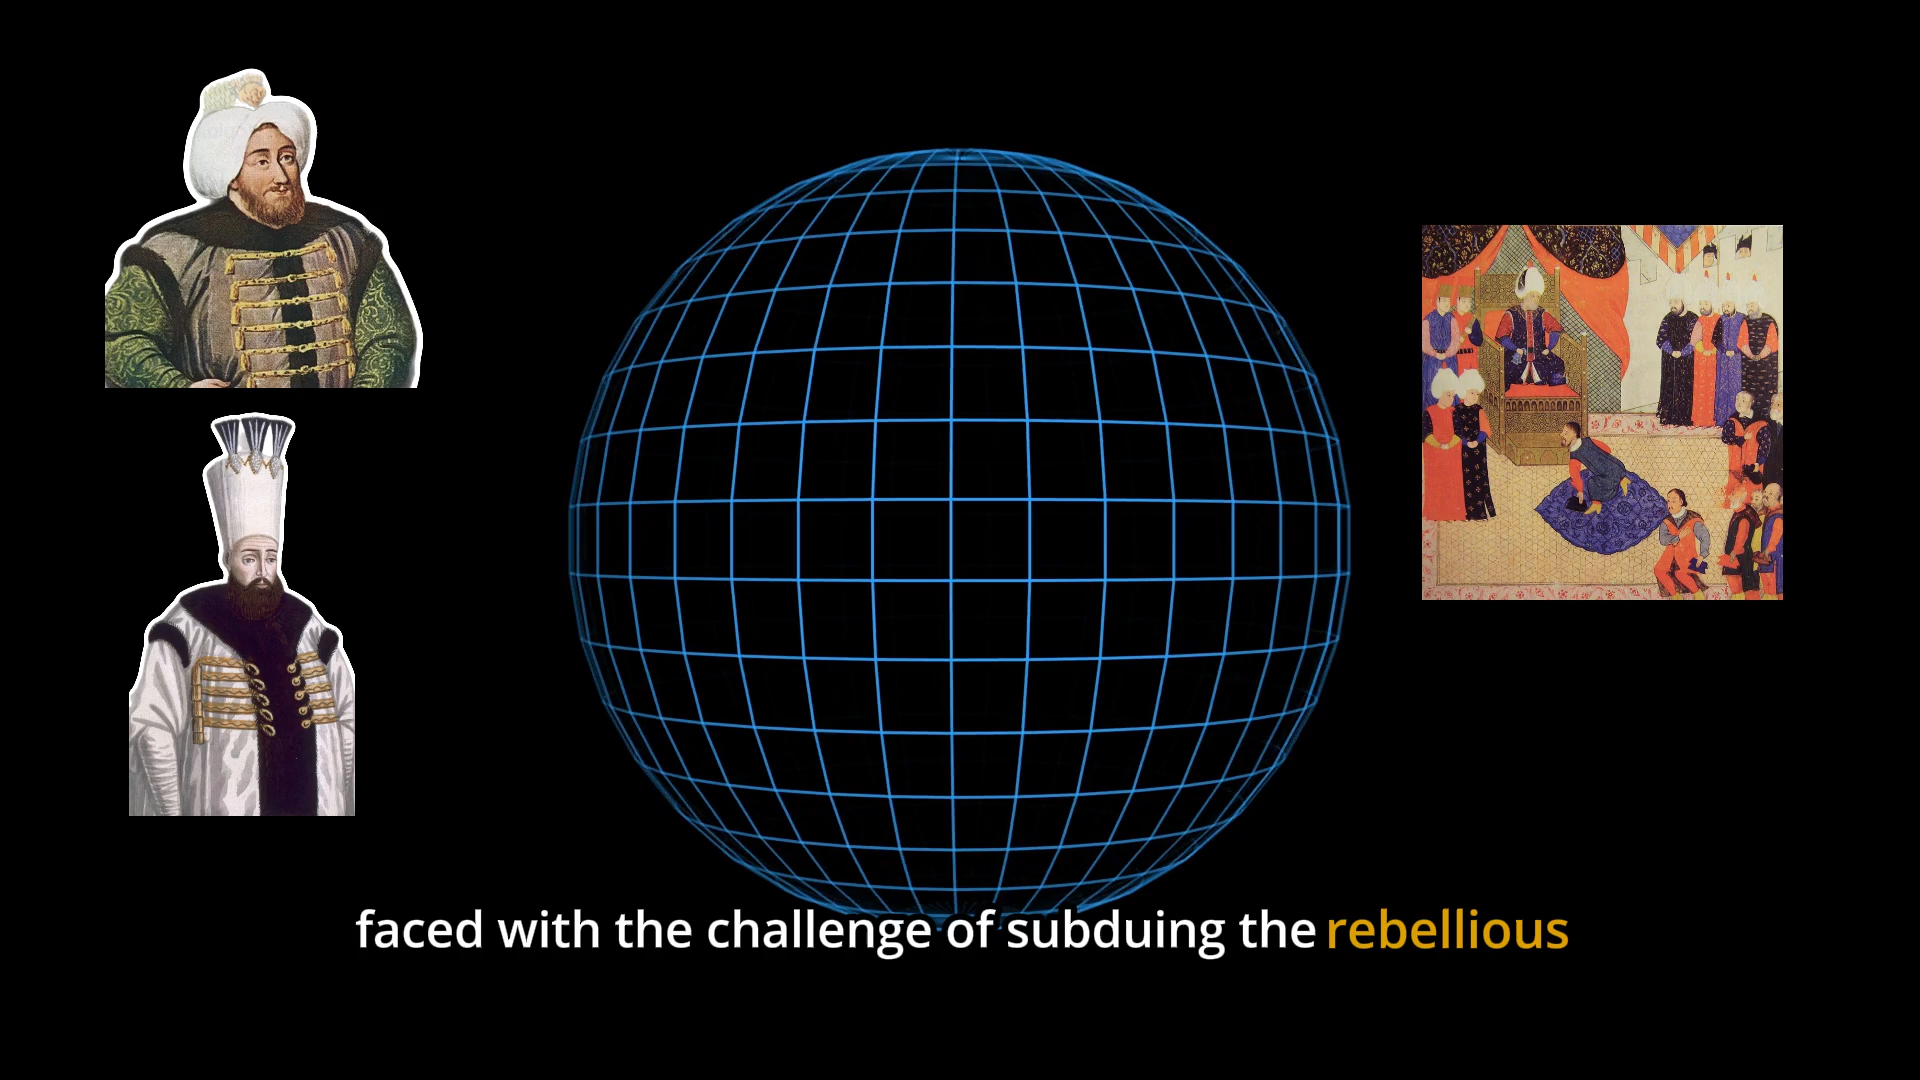 faced with the challenge of subduing the rebellious